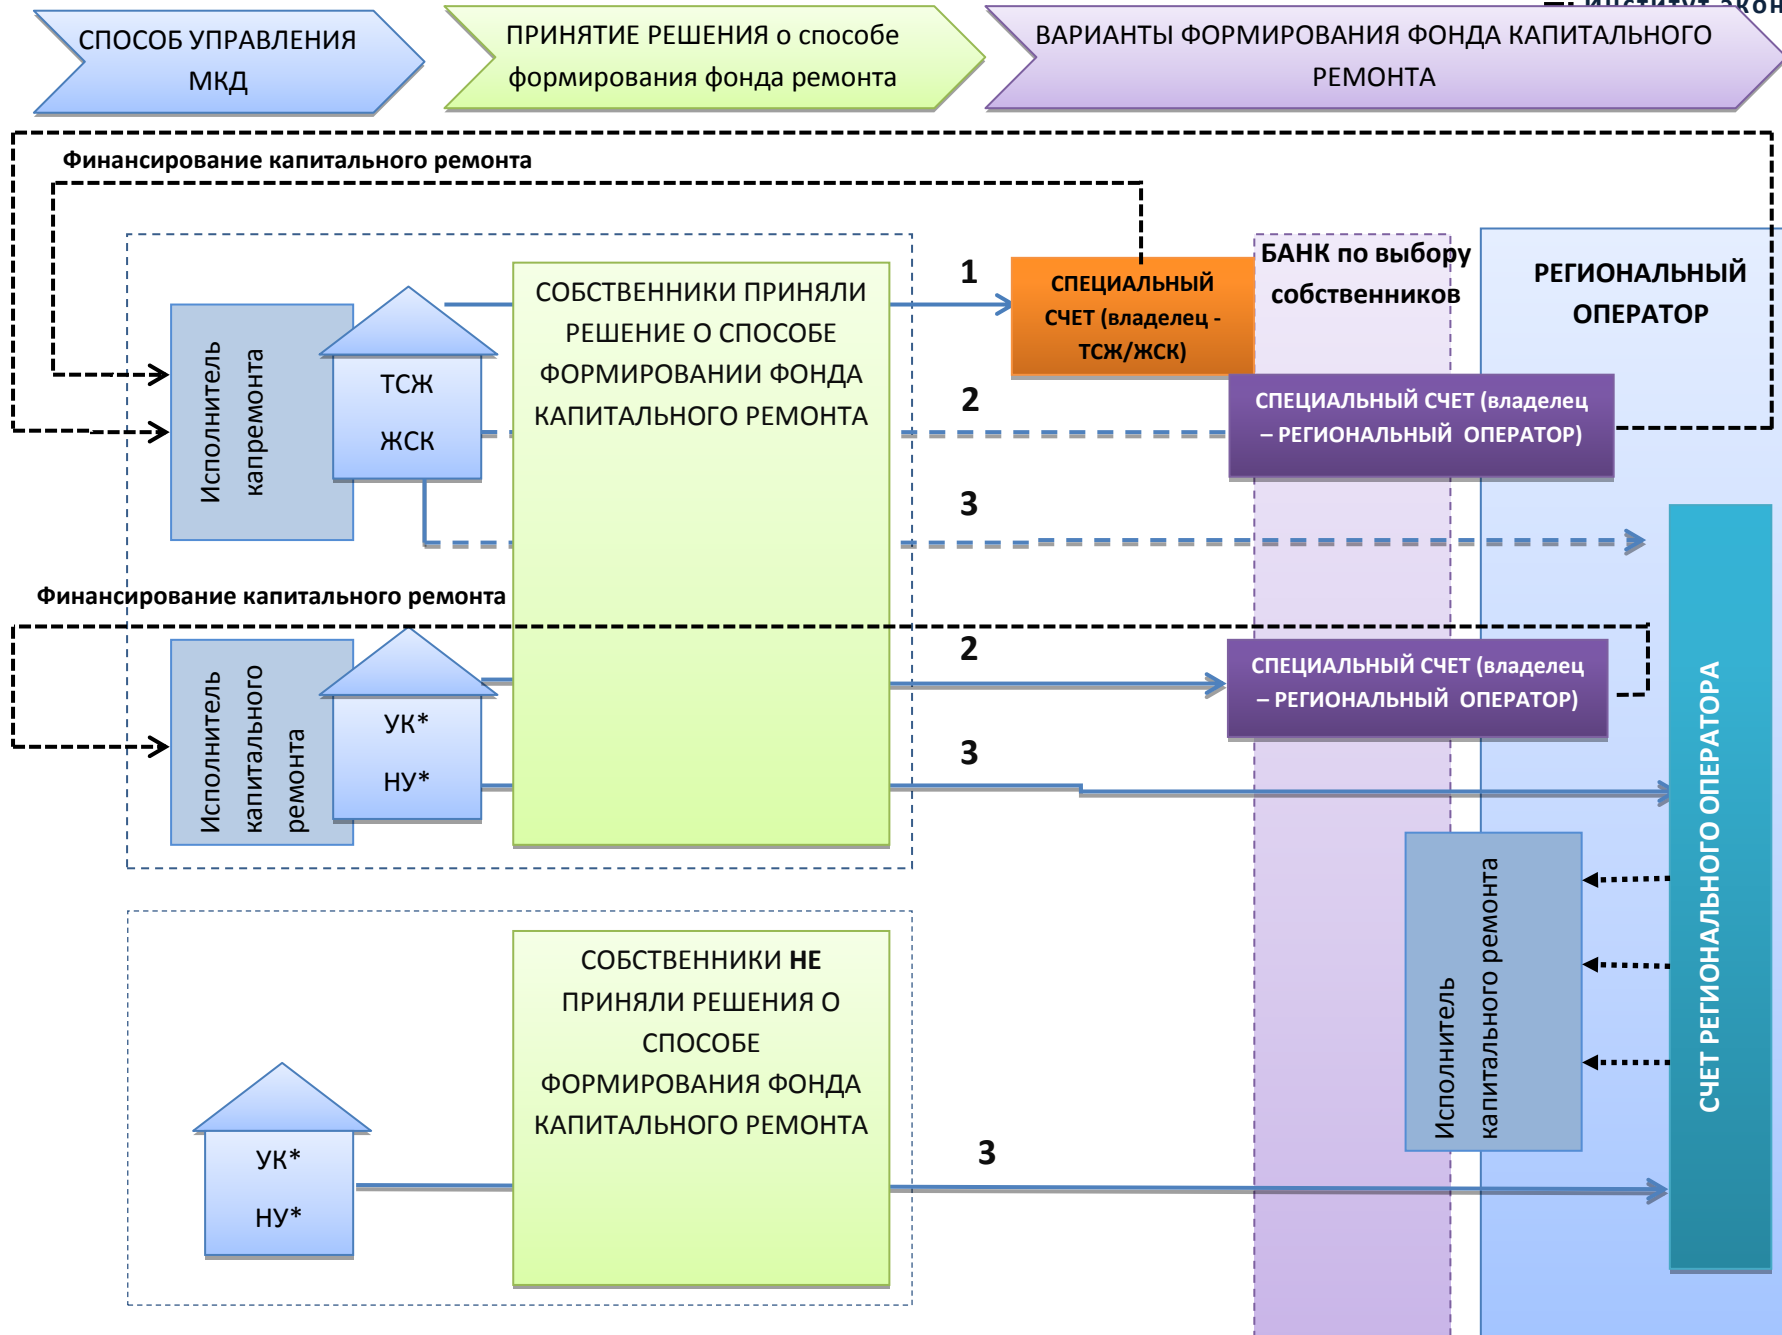 Институт экон
СПОСОБ УПРАВЛЕНИЯ
МКД
ПРИНЯТИЕ РЕШЕНИЯ о способе
формирования фонда ремонта
ВАРИАНТЫ ФОРМИРОВАНИЯ ФОНДА КАПИТАЛЬНОГО
РЕМОНТА
Финансирование капитального ремонта
Исполнитель
капремонта
ТСЖ
ЖСК
СОБСТВЕННИКИ ПРИНЯЛИ
РЕШЕНИЕ О СПОСОБЕ
ФОРМИРОВАНИИ ФОНДА
КАПИТАЛЬНОГО РЕМОНТА
1
2
3
СПЕЦИАЛЬНЫЙ
СЧЕТ (владелец -
ТСЖ/ЖСК)
БАНК по выбору
собственников
РЕГИОНАЛЬНЫЙ
ОПЕРАТОР
СПЕЦИАЛЬНЫЙ СЧЕТ (владелец
– РЕГИОНАЛЬНЫЙ ОПЕРАТОР)
Финансирование капитального ремонта
Исполнитель
капитального
ремонта
УК*
НУ*
2
3
СПЕЦИАЛЬНЫЙ СЧЕТ (владелец
– РЕГИОНАЛЬНЫЙ ОПЕРАТОР)
СЧЕТ РЕГИОНАЛЬНОГО ОПЕРАТОРА
Исполнитель
капитального ремонта
УК*
НУ*
СОБСТВЕННИКИ НЕ
ПРИНЯЛИ РЕШЕНИЯ О
СПОСОБЕ
ФОРМИРОВАНИЯ ФОНДА
КАПИТАЛЬНОГО РЕМОНТА
3